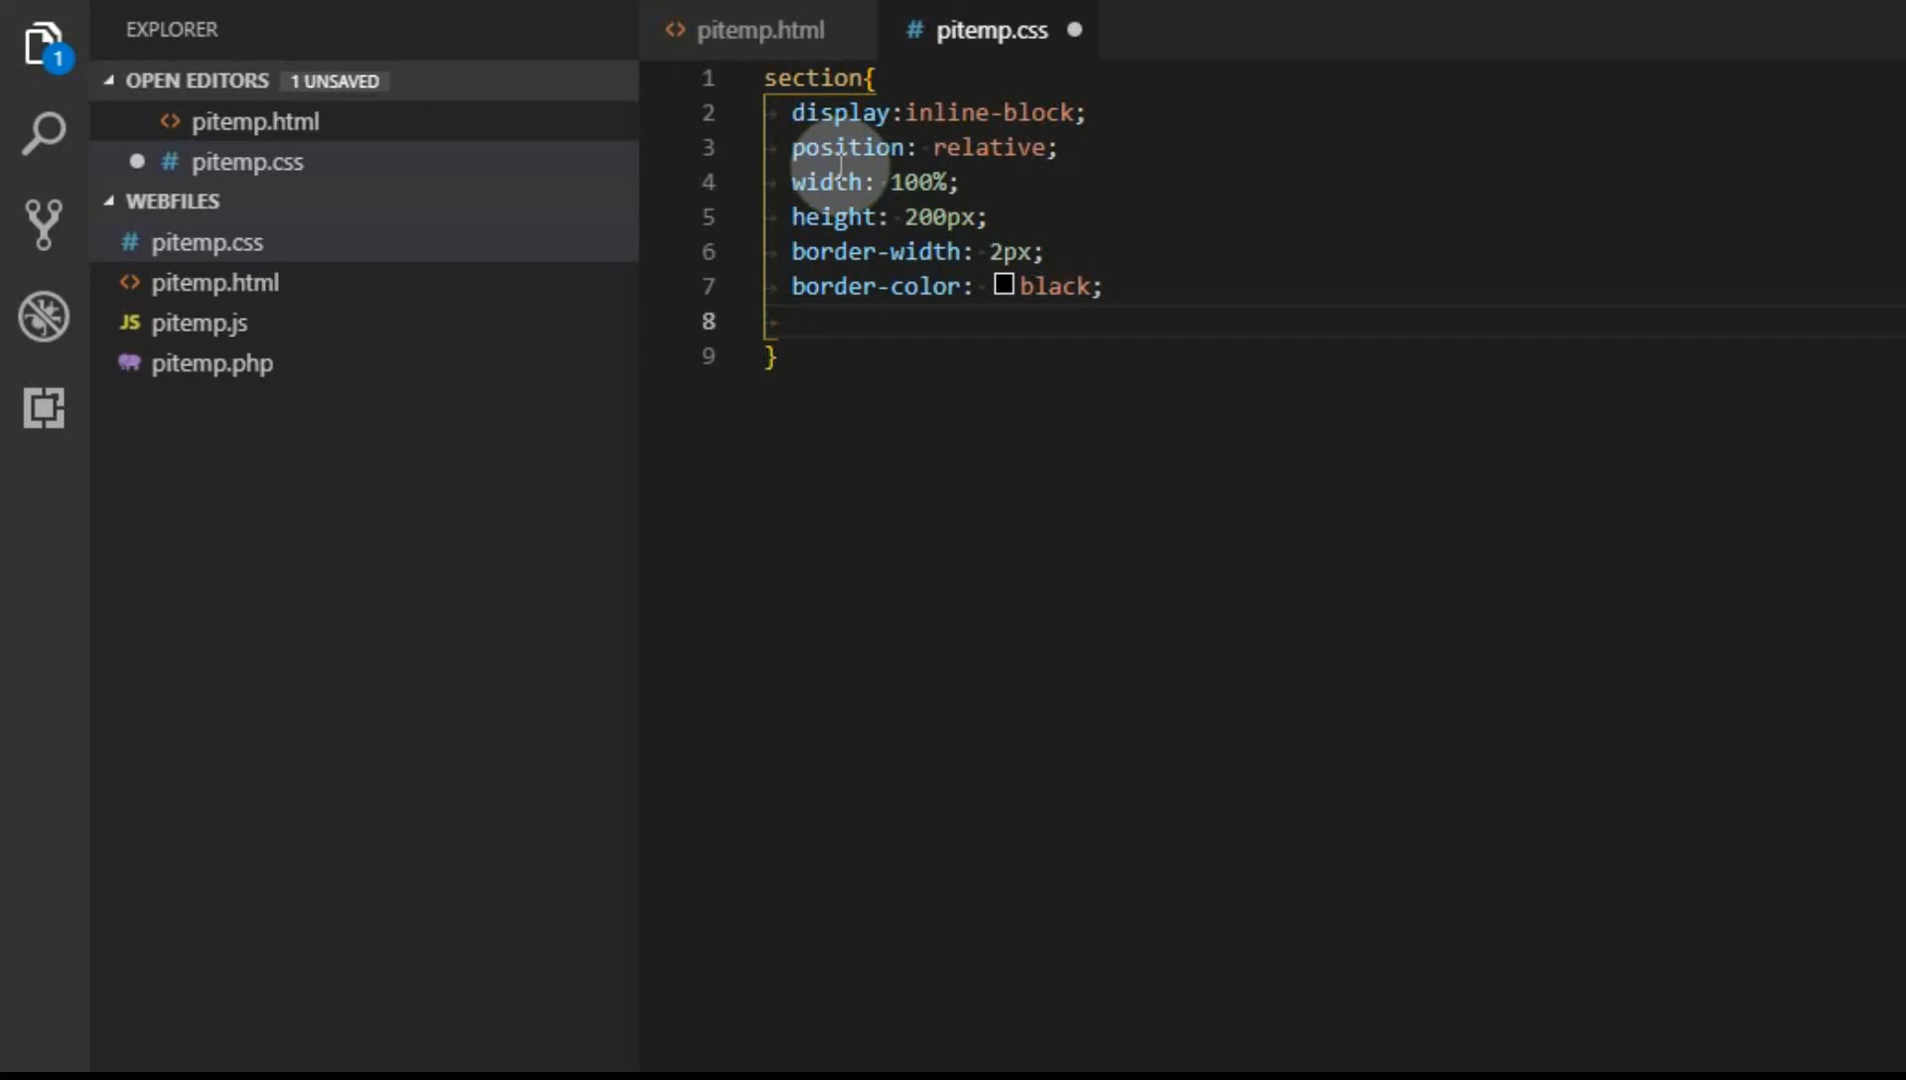 EXPLORER
OPEN EDITORS 1 UNSAVED
<> pitemp.html
# pitemp.css
WEBFILES
# pitemp.css
<> pitemp.html
JS pitemp.js
pitemp.php
1
<> pitemp.html
# pitemp.css
1 section{
2 display:inline-block;
3 position: relative;
4 width: 100%;
5 height: 200px;
6 border-width: 2px;
7 border-color: black;
8
9 }